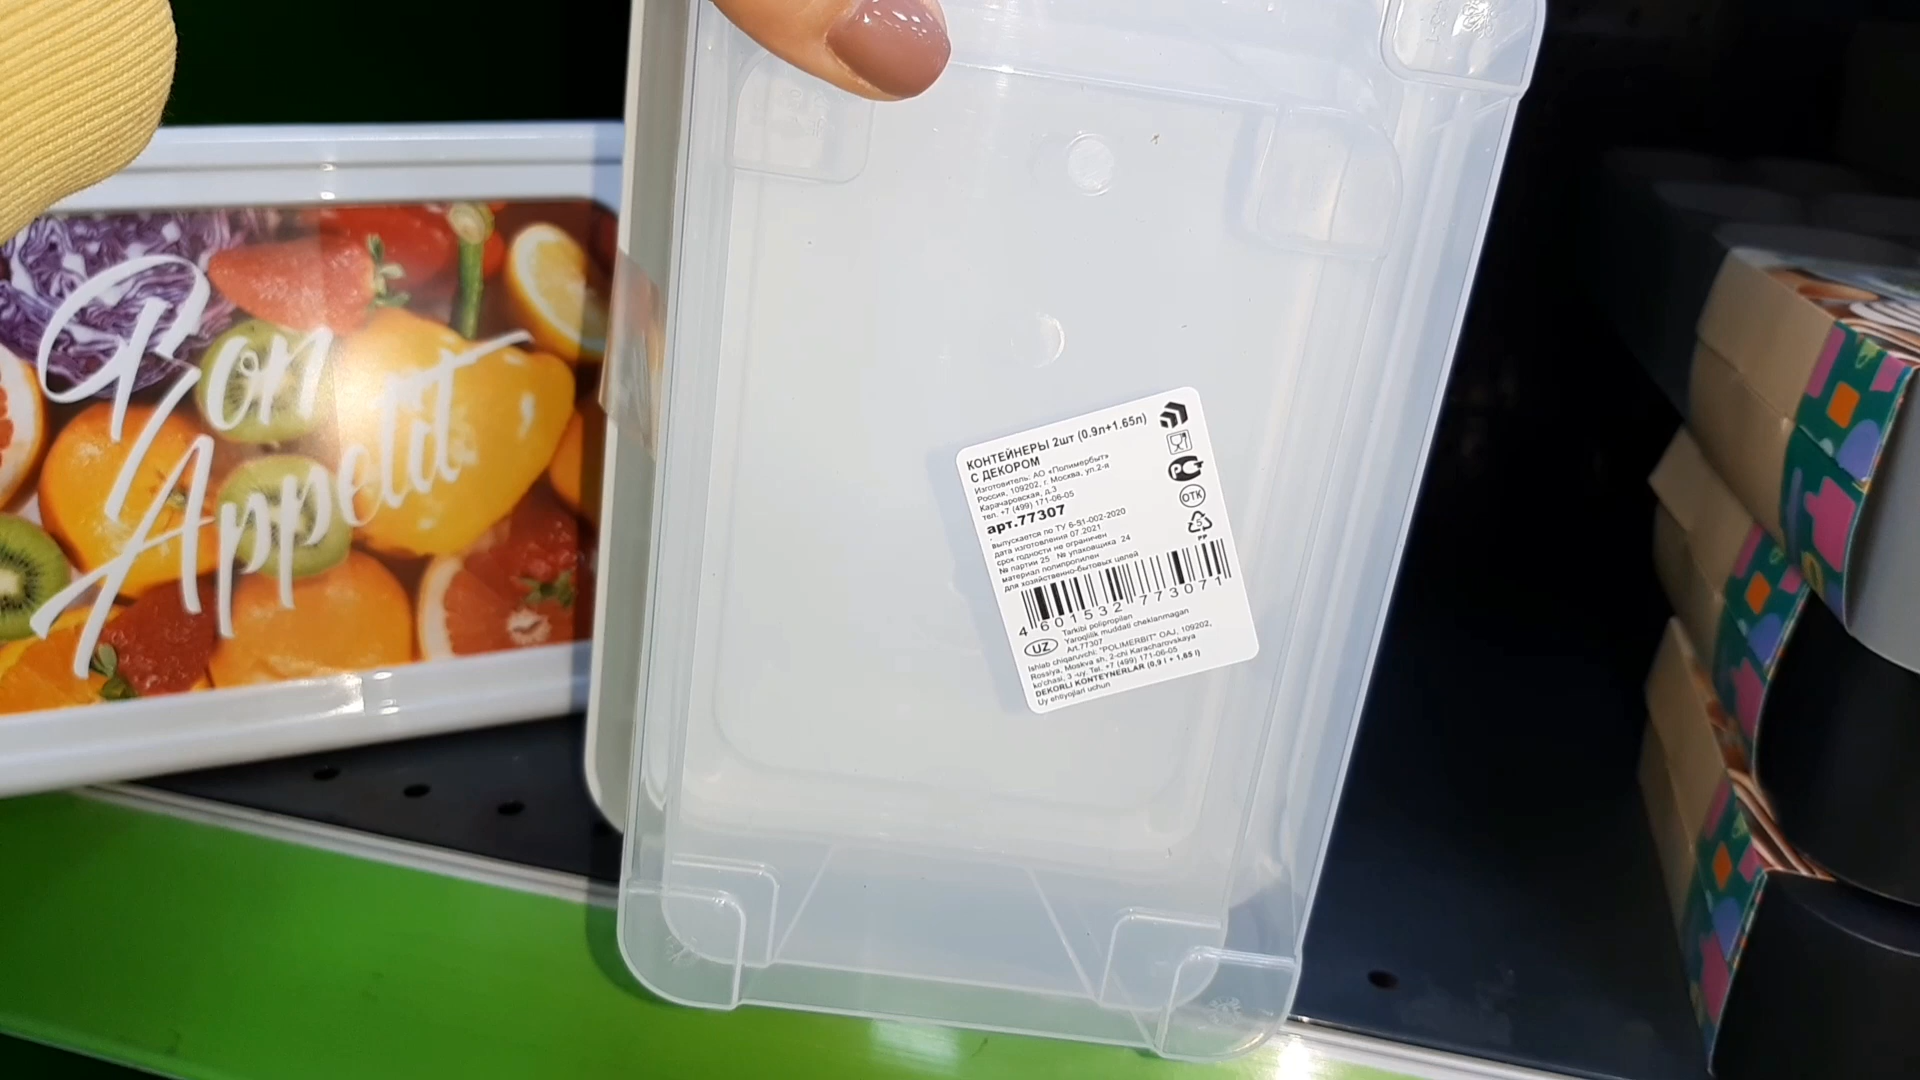 Bon
Appetit
КОНТЕЙНЕРЫ 2шт (0.9л+1.65л)
С ДЕКОРОМ
Изготовитель: АО «Полимербыт»
Россия, 109202, г. Москва, ул.2-я
Карачаровская, д.3
тел. +7 (499) 171-06-05
арт.77307
выпускается по ТУ 6-51-002-2020
дата изготовления 07.2021
срок годности не ограничен
№ партии 25 № упаковщика 24
материал полипропилен
для хозяйственно-бытовых целей
РСТ
ОТК
5
PP
4 601532 773071
UZ
Tarkibi polipropilan
Yaroqlilik muddati cheklanmagan
Art.77307
Ishlab chiqaruvchi: "POLIMERBIT" OAJ, 109202,
Rossiya, Moskva sh, 2-chi Karacharovskaya
ko'chasi, 3 -uy. Tel. +7 (499) 171-06-05
DEKORLI KONTEYNERLAR (0,9 l + 1,65 l)
Uy ehtiyojlari uchun